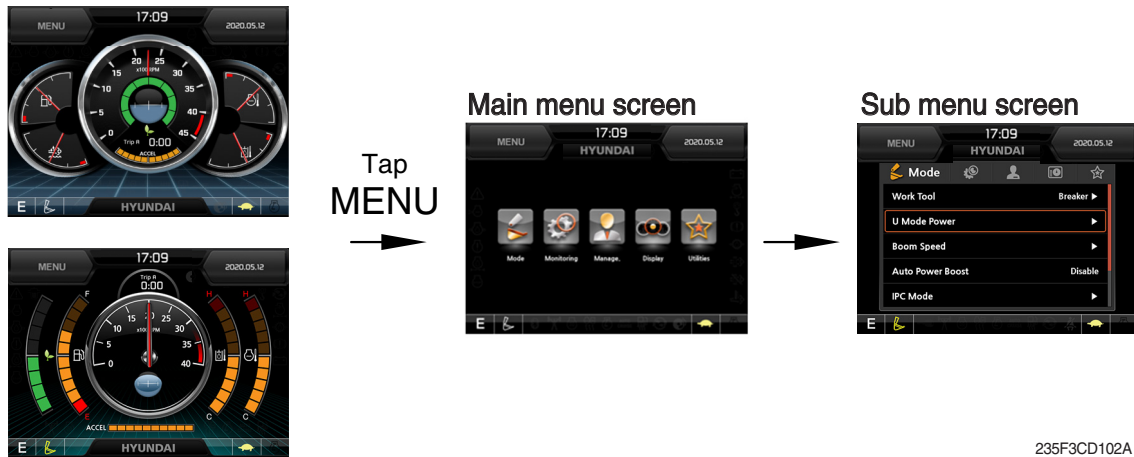 MENU
17:09
2020.05.12
20 25
15 x100 RPM 30
10 35
5 40
0 45
Trip A 0:00
ACCEL
E HYUNDAI
MENU
17:09
2020.05.12
Trip A
0:00
F H H
15 20 25
10 x100 RPM 30
5 35
0 40
E C C
ACCEL
E HYUNDAI
Tap
MENU
Main menu screen
MENU
17:09
HYUNDAI
2020.05.12
Mode Monitoring Manage. Display Utilities
E
Sub menu screen
MENU
17:09
HYUNDAI
2020.05.12
Mode
Work Tool Breaker ▶
U Mode Power ▶
Boom Speed ▶
Auto Power Boost Disable
IPC Mode ▶
E
235F3CD102A